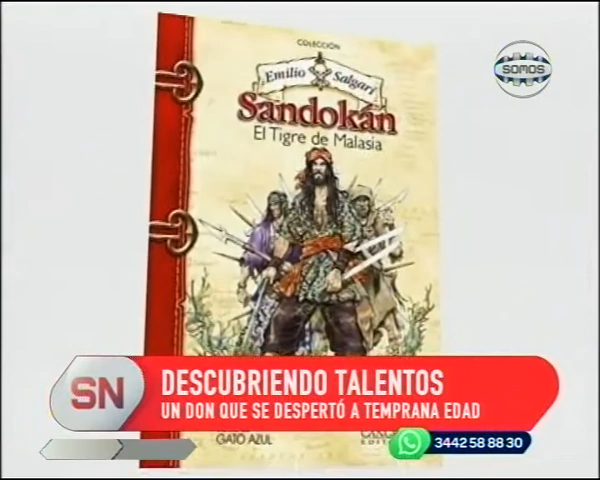 COLECCIÓN
Emilio Salgari
Sandokán
El Tigre de Malasia
SOMOS
SN
DESCUBRIENDO TALENTOS
UN DON QUE SE DESPERTÓ A TEMPRANA EDAD
GATO AZUL
3442 58 88 30